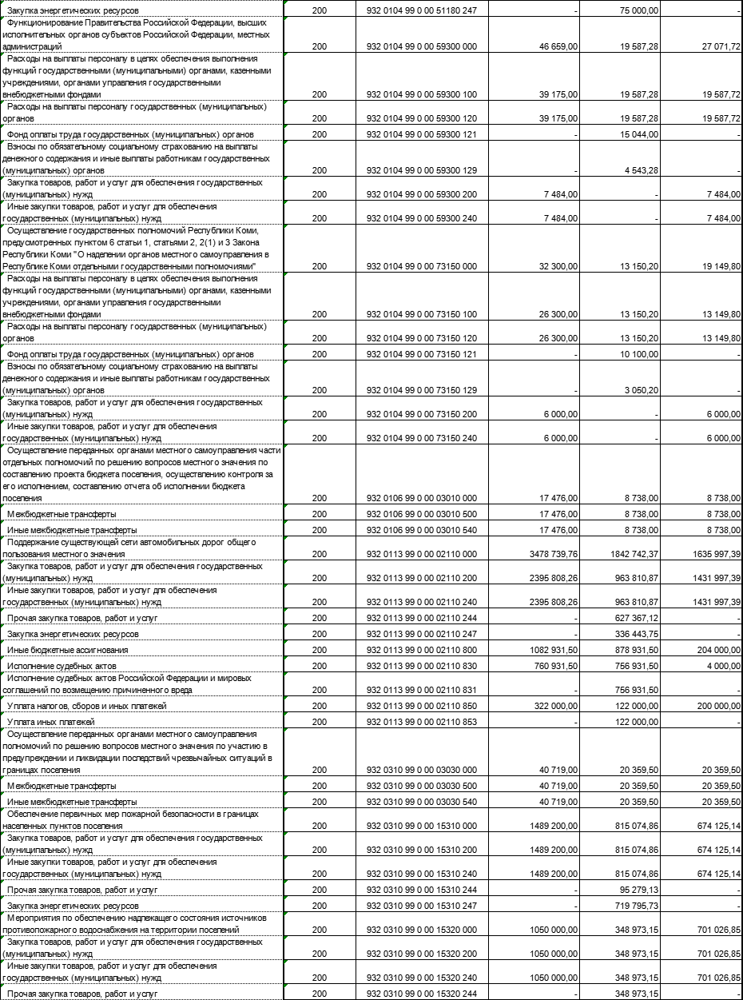 Закупка энергетических ресурсов 200 932 0104 99 0 00 51180 247 - 75 000,00 -
Функционирование Правительства Российской Федерации, высших
исполнительных органов субъектов Российской Федерации, местных
администраций 200 932 0104 99 0 00 59300 000 46 659,00 19 587,28 27 071,72
Расходы на выплаты персоналу в целях обеспечения выполнения
функций государственными (муниципальными) органами, казенными
учреждениями, органами управления государственными
внебюджетными фондами 200 932 0104 99 0 00 59300 100 39 175,00 19 587,28 19 587,72
Расходы на выплаты персоналу государственных (муниципальных)
органов 200 932 0104 99 0 00 59300 120 39 175,00 19 587,28 19 587,72
Фонд оплаты труда государственных (муниципальных) органов 200 932 0104 99 0 00 59300 121 - 15 044,00 -
Взносы по обязательному социальному страхованию на выплаты
денежного содержания и иные выплаты работникам государственных
(муниципальных) органов 200 932 0104 99 0 00 59300 129 - 4 543,28 -
Закупка товаров, работ и услуг для обеспечения государственных
(муниципальных) нужд 200 932 0104 99 0 00 59300 200 7 484,00 - 7 484,00
Иные закупки товаров, работ и услуг для обеспечения
государственных (муниципальных) нужд 200 932 0104 99 0 00 59300 240 7 484,00 - 7 484,00
Осуществление государственных полномочий Республики Коми,
предусмотренных пунктом 6 статьи 1, статьями 2, 2(1) и 3 Закона
Республики Коми "О наделении органов местного самоуправления в
Республике Коми отдельными государственными полномочиями" 200 932 0104 99 0 00 73150 000 32 300,00 13 150,20 19 149,80
Расходы на выплаты персоналу в целях обеспечения выполнения
функций государственными (муниципальными) органами, казенными
учреждениями, органами управления государственными
внебюджетными фондами 200 932 0104 99 0 00 73150 100 26 300,00 13 150,20 13 149,80
Расходы на выплаты персоналу государственных (муниципальных)
органов 200 932 0104 99 0 00 73150 120 26 300,00 13 150,20 13 149,80
Фонд оплаты труда государственных (муниципальных) органов 200 932 0104 99 0 00 73150 121 - 10 100,00 -
Взносы по обязательному социальному страхованию на выплаты
денежного содержания и иные выплаты работникам государственных
(муниципальных) органов 200 932 0104 99 0 00 73150 129 - 3 050,20 -
Закупка товаров, работ и услуг для обеспечения государственных
(муниципальных) нужд 200 932 0104 99 0 00 73150 200 6 000,00 - 6 000,00
Иные закупки товаров, работ и услуг для обеспечения
государственных (муниципальных) нужд 200 932 0104 99 0 00 73150 240 6 000,00 - 6 000,00
Осуществление переданных органами местного самоуправления части
отдельных полномочий по решению вопросов местного значения по
составлению проекта бюджета поселения, осуществлению контроля за
его исполнением, составлению отчета об исполнении бюджета
поселения 200 932 0106 99 0 00 03010 000 17 476,00 8 738,00 8 738,00
Межбюджетные трансферты 200 932 0106 99 0 00 03010 500 17 476,00 8 738,00 8 738,00
Иные межбюджетные трансферты 200 932 0106 99 0 00 03010 540 17 476,00 8 738,00 8 738,00
Поддержание существующей сети автомобильных дорог общего
пользования местного значения 200 932 0113 99 0 00 02110 000 3478 739,76 1842 742,37 1635 997,39
Закупка товаров, работ и услуг для обеспечения государственных
(муниципальных) нужд 200 932 0113 99 0 00 02110 200 2395 808,26 963 810,87 1431 997,39
Иные закупки товаров, работ и услуг для обеспечения
государственных (муниципальных) нужд 200 932 0113 99 0 00 02110 240 2395 808,26 963 810,87 1431 997,39
Прочая закупка товаров, работ и услуг 200 932 0113 99 0 00 02110 244 - 627 367,12 -
Закупка энергетических ресурсов 200 932 0113 99 0 00 02110 247 - 336 443,75 -
Иные бюджетные ассигнования 200 932 0113 99 0 00 02110 800 1082 931,50 878 931,50 204 000,00
Исполнение судебных актов 200 932 0113 99 0 00 02110 830 760 931,50 756 931,50 4 000,00
Исполнение судебных актов Российской Федерации и мировых
соглашений по возмещению причиненного вреда 200 932 0113 99 0 00 02110 831 - 756 931,50 -
Уплата налогов, сборов и иных платежей 200 932 0113 99 0 00 02110 850 322 000,00 122 000,00 200 000,00
Уплата иных платежей 200 932 0113 99 0 00 02110 853 - 122 000,00 -
Осуществление переданных органами местного самоуправления
полномочий по решению вопросов местного значения по участию в
предупреждении и ликвидации последствий чрезвычайных ситуаций в
границах поселения 200 932 0310 99 0 00 03030 000 40 719,00 20 359,50 20 359,50
Межбюджетные трансферты 200 932 0310 99 0 00 03030 500 40 719,00 20 359,50 20 359,50
Иные межбюджетные трансферты 200 932 0310 99 0 00 03030 540 40 719,00 20 359,50 20 359,50
Обеспечение первичных мер пожарной безопасности в границах
населенных пунктов поселения 200 932 0310 99 0 00 15310 000 1489 200,00 815 074,86 674 125,14
Закупка товаров, работ и услуг для обеспечения государственных
(муниципальных) нужд 200 932 0310 99 0 00 15310 200 1489 200,00 815 074,86 674 125,14
Иные закупки товаров, работ и услуг для обеспечения
государственных (муниципальных) нужд 200 932 0310 99 0 00 15310 240 1489 200,00 815 074,86 674 125,14
Прочая закупка товаров, работ и услуг 200 932 0310 99 0 00 15310 244 - 95 279,13 -
Закупка энергетических ресурсов 200 932 0310 99 0 00 15310 247 - 719 795,73 -
Мероприятия по обеспечению надлежащего состояния источников
противопожарного водоснабжения на территории поселений 200 932 0310 99 0 00 15320 000 1050 000,00 348 973,15 701 026,85
Закупка товаров, работ и услуг для обеспечения государственных
(муниципальных) нужд 200 932 0310 99 0 00 15320 200 1050 000,00 348 973,15 701 026,85
Иные закупки товаров, работ и услуг для обеспечения
государственных (муниципальных) нужд 200 932 0310 99 0 00 15320 240 1050 000,00 348 973,15 701 026,85
Прочая закупка товаров, работ и услуг 200 932 0310 99 0 00 15320 244 - 348 973,15 -